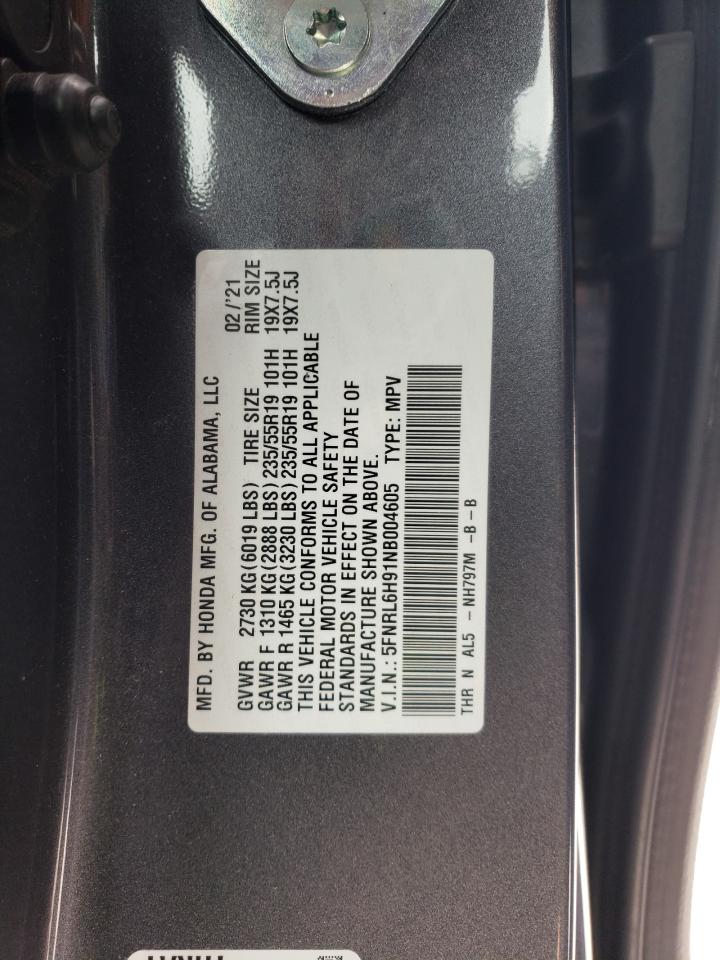 MFD. BY HONDA MFG. OF ALABAMA, LLC
02 /'21
GVWR 2730 KG(6019 LBS) TIRE SIZE RIM SIZE
GAWR F 1310 KG(2888 LBS) 235/55R19 101H 19X7.5J
GAWR R 1465 KG(3230 LBS) 235/55R19 101H 19X7.5J
THIS VEHICLE CONFORMS TO ALL APPLICABLE
FEDERAL MOTOR VEHICLE SAFETY
STANDARDS IN EFFECT ON THE DATE OF
MANUFACTURE SHOWN ABOVE.
V.I.N.: 5FNRL6H91NB004605 TYPE: MPV
THR N AL5 - NH797M -B - B